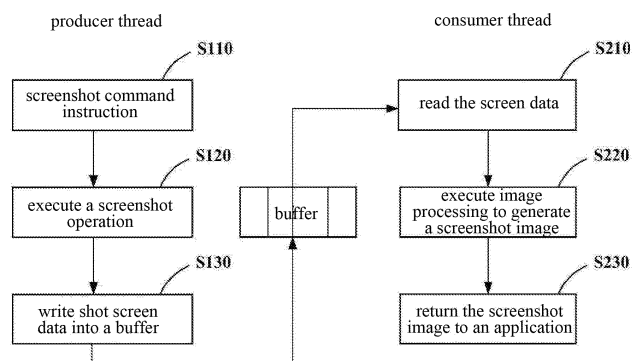 producer thread
S110
screenshot command
instruction
S120
execute a screenshot
operation
S130
write shot screen
data into a buffer
buffer
consumer thread
S210
read the screen data
S220
execute image
processing to generate
a screenshot image
S230
return the screenshot
image to an application